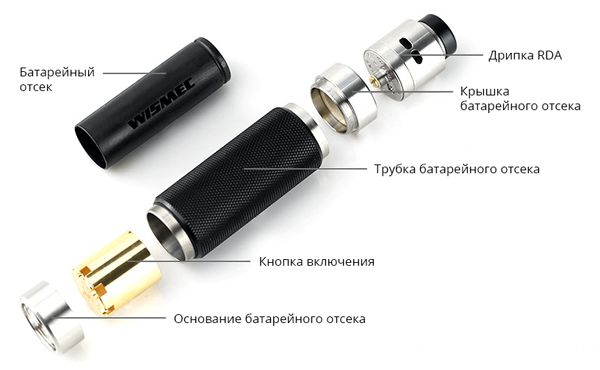 Батарейный
отсек
WISMEC
Дрипка RDA
Крышка
батарейного отсека
Трубка батарейного отсека
Кнопка включения
Основание батарейного отсека